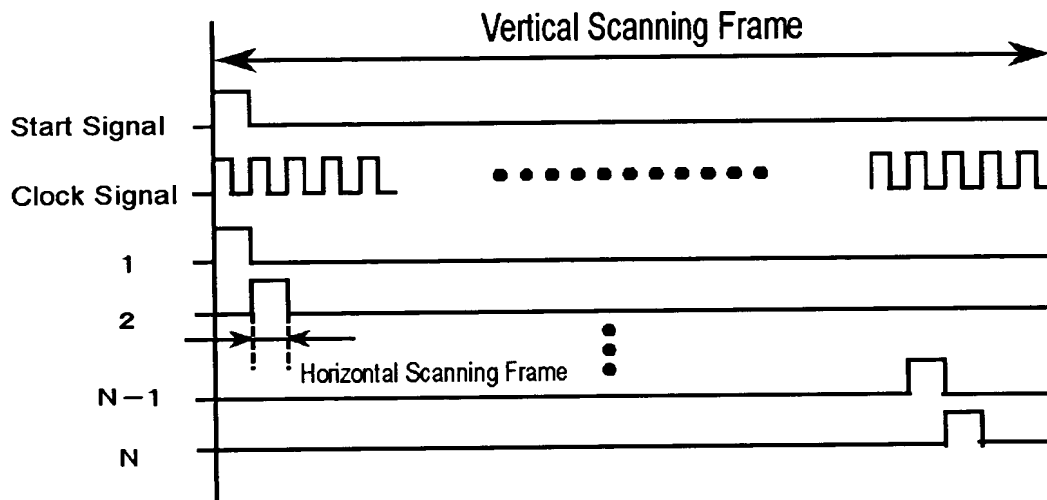 Vertical Scanning Frame
Start Signal
Clock Signal
1
2
Horizontal Scanning Frame
N-1
N